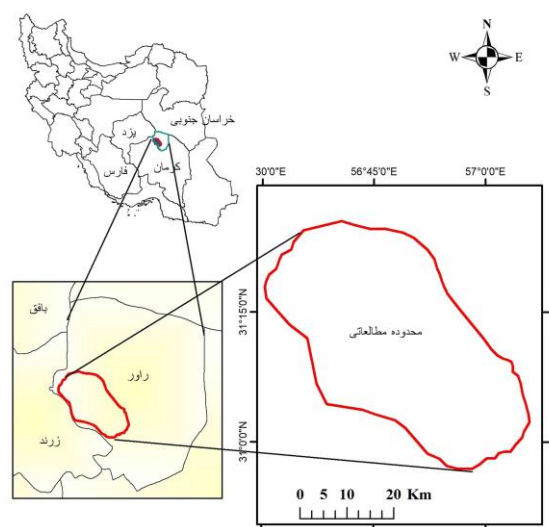 N
W E
S
خراسان جنوبی
یزد
فارس
کرمان
30'0"E 56°45'0"E 57°0'0"E
31°15'0"N
31°0'0"N
محدوده مطالعاتی
بافق
راور
زرند
0 5 10 20 Km